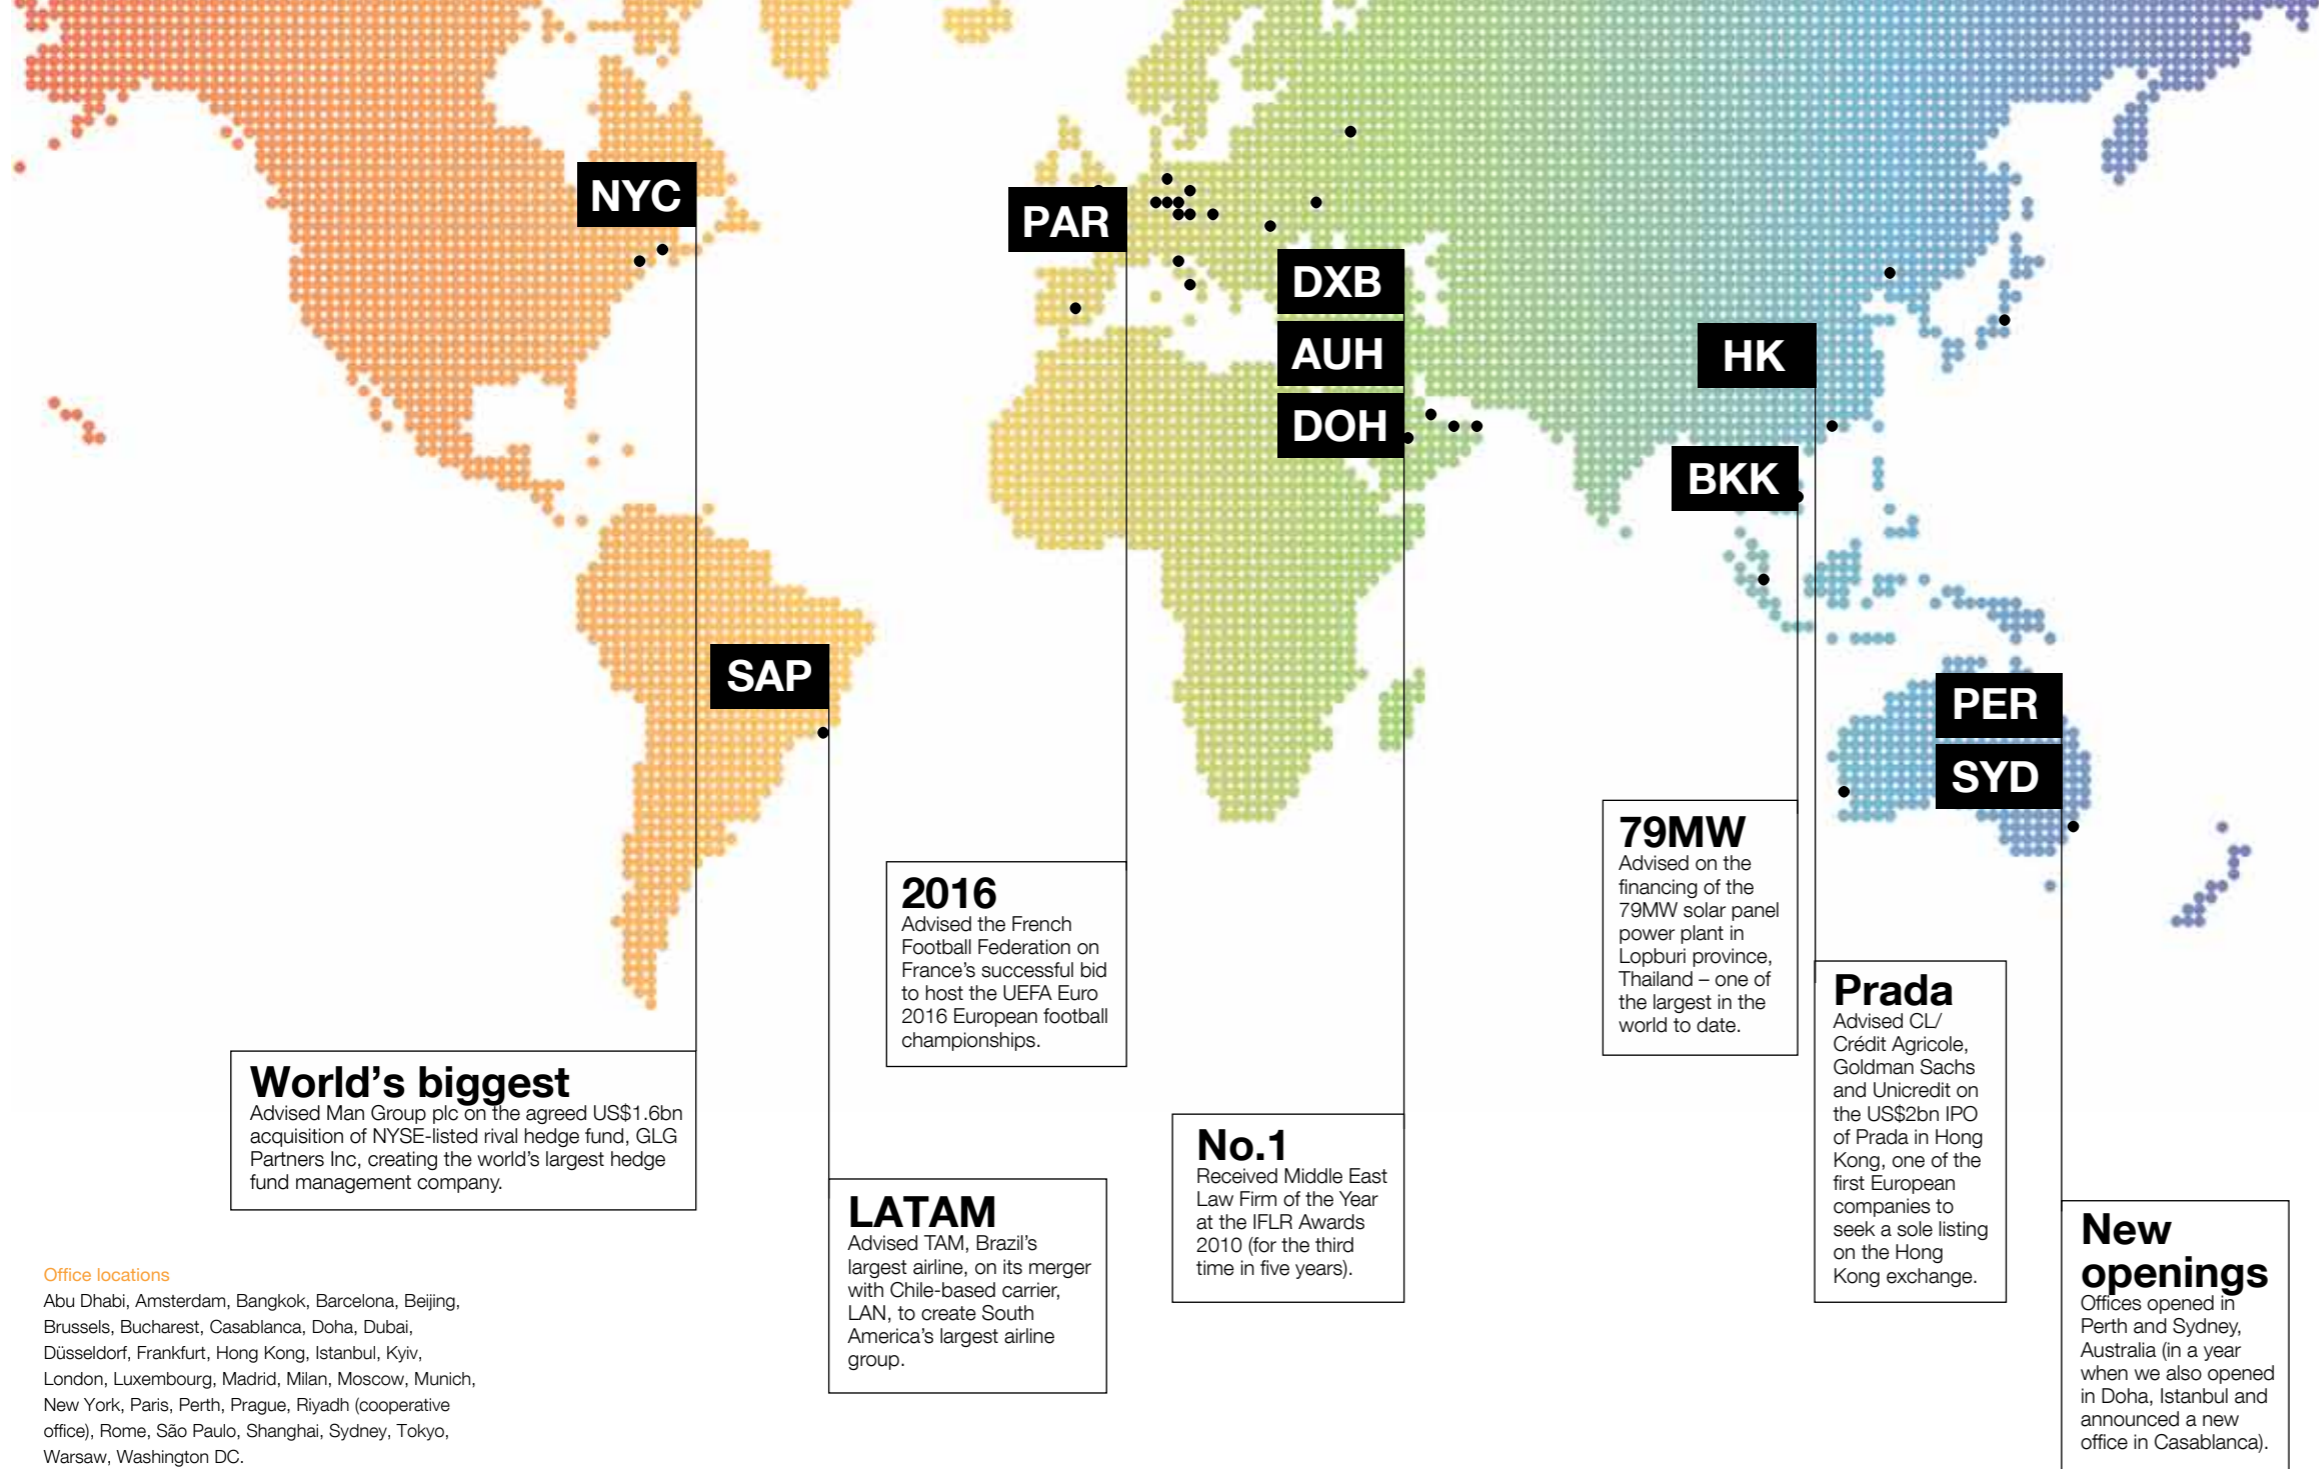 NYC
PAR
DXB
AUH
DOH
HK
BKK
SAP
PER
SYD
79MW
Advised on the
financing of the
79MW solar panel
power plant in
Lopburi province,
Thailand – one of
the largest in the
world to date.
2016
Advised the French
Football Federation on
France’s successful bid
to host the UEFA Euro
2016 European football
championships.
Prada
Advised CL/
Crédit Agricole,
Goldman Sachs
and Unicredit on
the US$2bn IPO
of Prada in Hong
Kong, one of the
first European
companies to
seek a sole listing
on the Hong
Kong exchange.
World’s biggest
Advised Man Group plc on the agreed US$1.6bn
acquisition of NYSE-listed rival hedge fund, GLG
Partners Inc, creating the world’s largest hedge
fund management company.
No.1
Received Middle East
Law Firm of the Year
at the IFLR Awards
2010 (for the third
time in five years).
LATAM
Advised TAM, Brazil’s
largest airline, on its merger
with Chile-based carrier,
LAN, to create South
America’s largest airline
group.
New
openings
Offices opened in
Perth and Sydney,
Australia (in a year
when we also opened
in Doha, Istanbul and
announced a new
office in Casablanca).
Office locations
Abu Dhabi, Amsterdam, Bangkok, Barcelona, Beijing,
Brussels, Bucharest, Casablanca, Doha, Dubai,
Düsseldorf, Frankfurt, Hong Kong, Istanbul, Kyiv,
London, Luxembourg, Madrid, Milan, Moscow, Munich,
New York, Paris, Perth, Prague, Riyadh (cooperative
office), Rome, São Paulo, Shanghai, Sydney, Tokyo,
Warsaw, Washington DC.